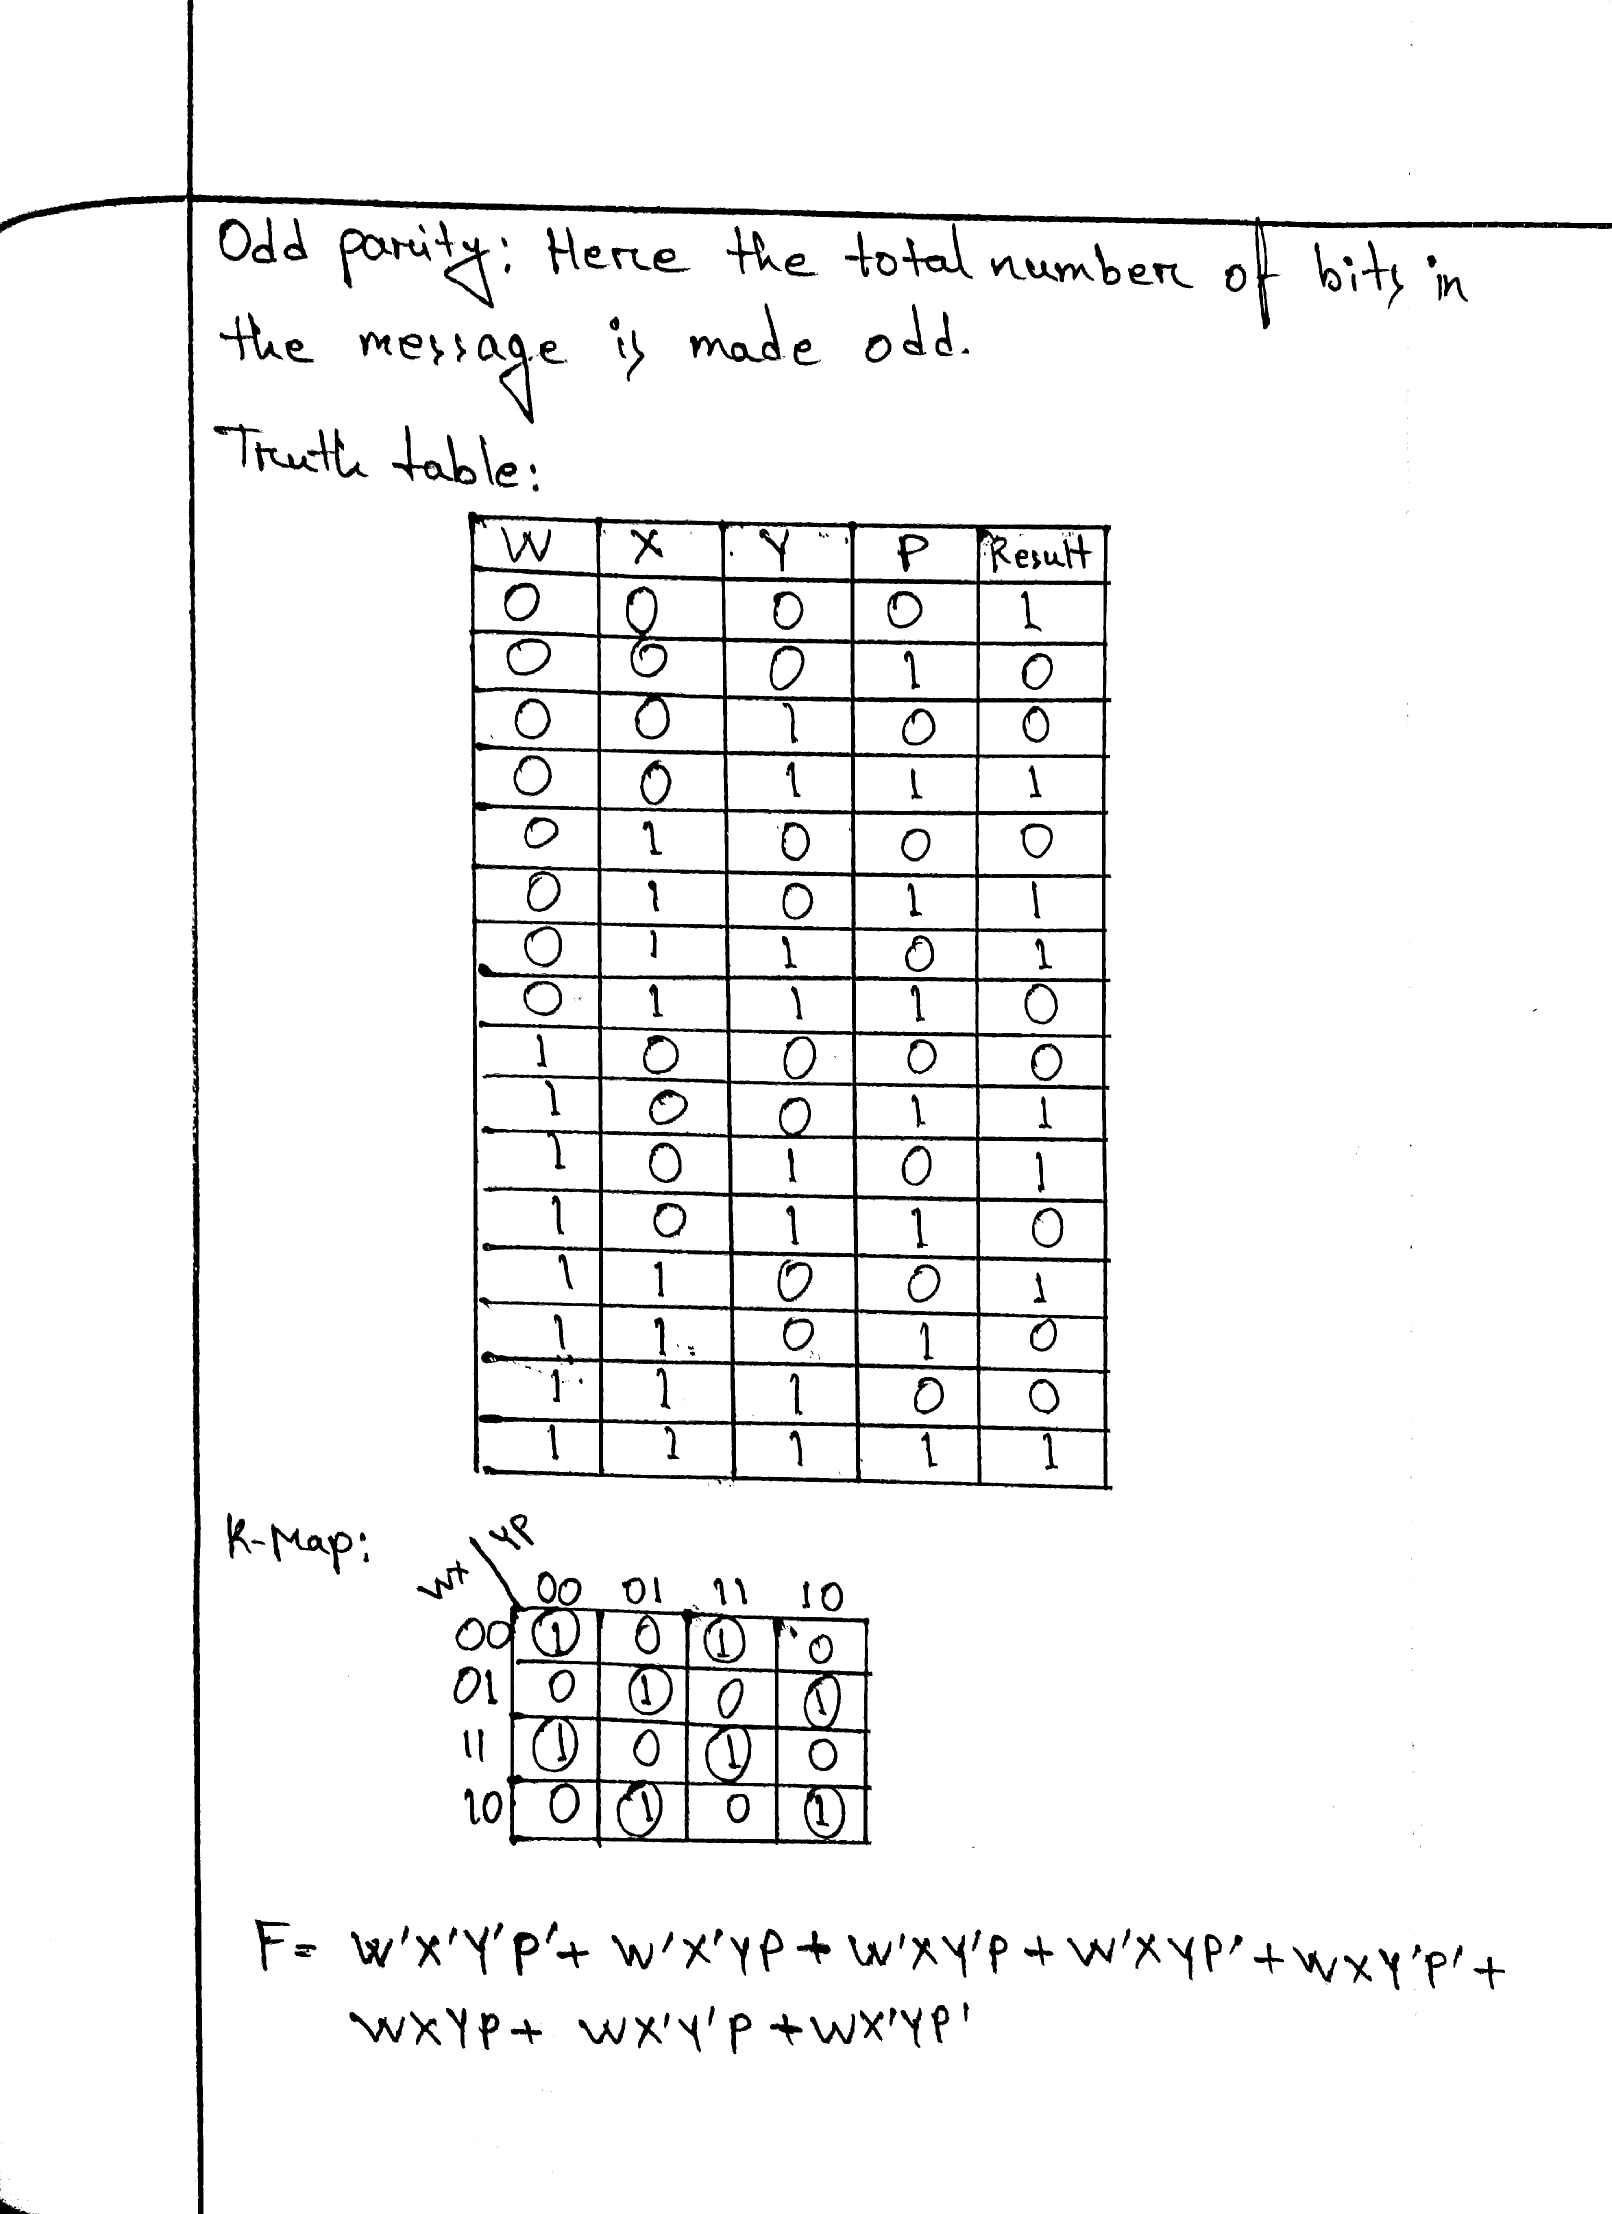 Odd parity: Here the total number of bits in
the message is made odd.
Truth table:
W X Y P Result
0 0 0 0 1
0 0 0 1 0
0 0 1 0 0
0 0 1 1 1
0 1 0 0 0
0 1 0 1 1
0 1 1 0 1
0 1 1 1 0
1 0 0 0 0
1 0 0 1 1
1 0 1 0 1
1 0 1 1 0
1 1 0 0 1
1 1 0 1 0
1 1 1 0 0
1 1 1 1 1
K-Map:
WX YP
00 01 11 10
00 1 0 1 0
01 0 1 0 1
11 1 0 1 0
10 0 1 0 1
F= W'X'Y'P'+ W'X'YP + W'XY'P + W'XYP' + WXY'P' +
WXYP + WX'Y'P + WX'YP'